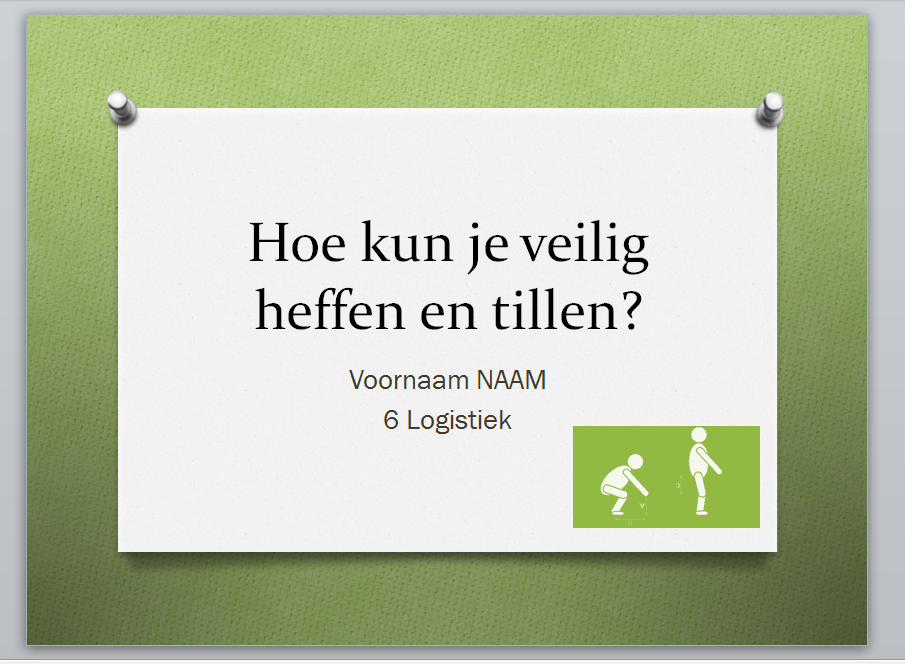 Hoe kun je veilig
heffen en tillen?
Voornaam NAAM
6 Logistiek